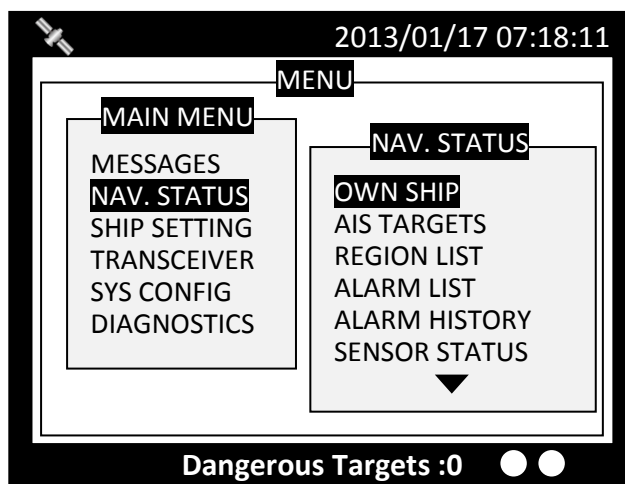 2013/01/17 07:18:11
MENU
MAIN MENU
MESSAGES
NAV. STATUS
SHIP SETTING
TRANSCEIVER
SYS CONFIG
DIAGNOSTICS
NAV. STATUS
OWN SHIP
AIS TARGETS
REGION LIST
ALARM LIST
ALARM HISTORY
SENSOR STATUS
Dangerous Targets :0